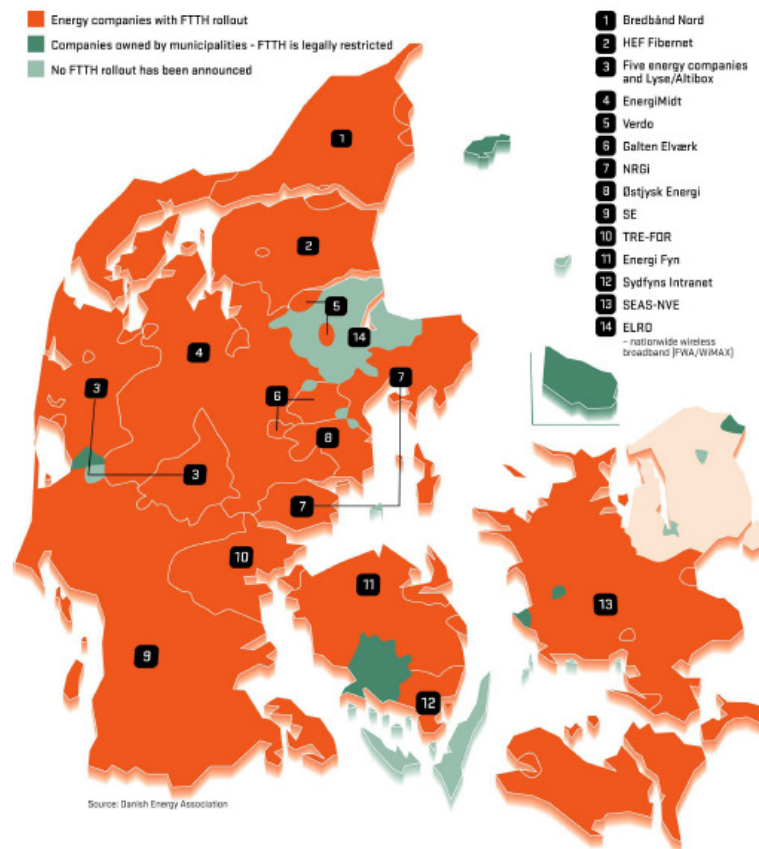 Energy companies with FTTH rollout
Companies owned by municipalities - FTTH is legally restricted
No FTTH rollout has been announced
1 Bredbånd Nord
2 HEF Fibernet
3 Five energy companies
and Lyse/Altibox
4 EnergiMidt
5 Verdo
6 Galten Elværk
7 NRGi
8 Østjysk Energi
9 SE
10 TRE-FOR
11 Energi Fyn
12 Sydfyns Intranet
13 SEAS-NVE
14 ELRO
– nationwide wireless
broadband (FWA/WiMAX)
1
2
5
14
4
3
7
6
8
3
7
10
11
13
9
12
Source: Danish Energy Association